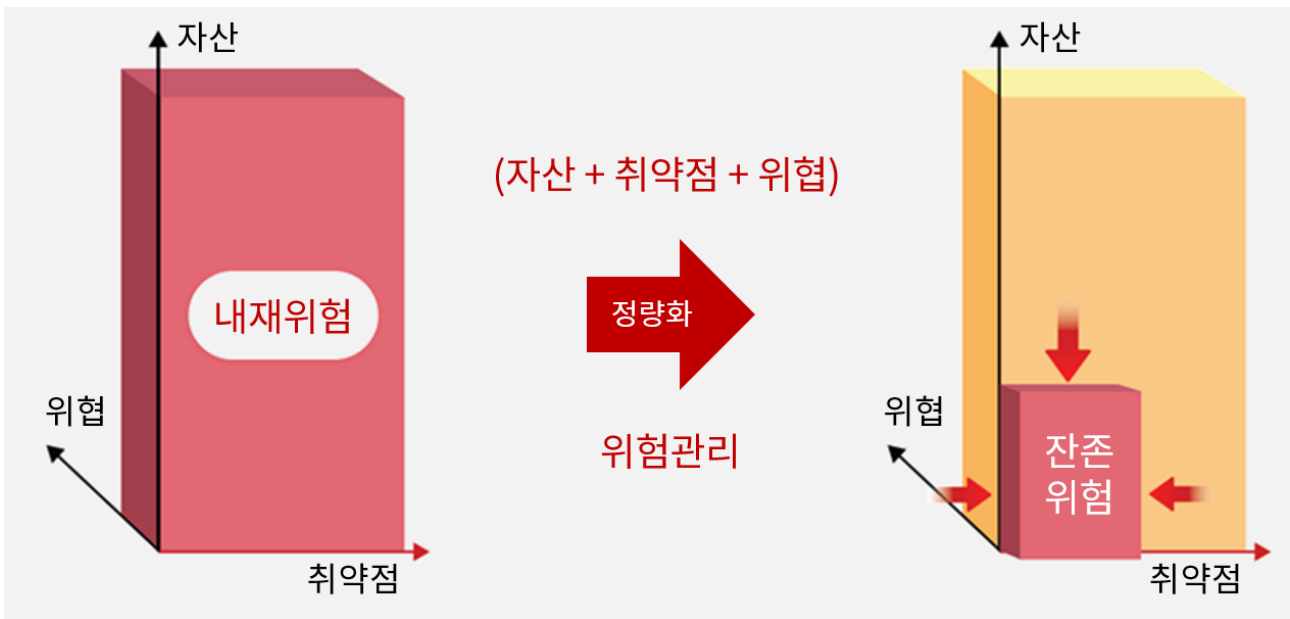 자산
내재위험
위협
취약점
(자산 + 취약점 + 위협)
정량화
위험관리
자산
위협
잔존
위험
취약점